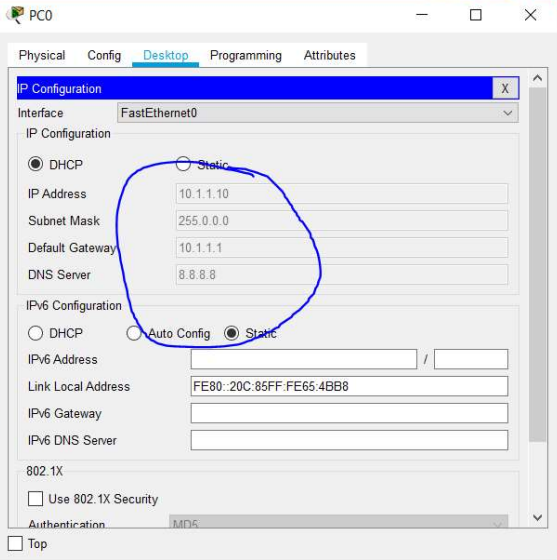 PC0
Physical Config Desktop Programming Attributes
IP Configuration X
Interface FastEthernet0
IP Configuration
DHCP Static
IP Address 10.1.1.10
Subnet Mask 255.0.0.0
Default Gateway 10.1.1.1
DNS Server 8.8.8.8
IPv6 Configuration
DHCP Auto Config Static
IPv6 Address /
Link Local Address FE80::20C:85FF:FE65:4BB8
IPv6 Gateway
IPv6 DNS Server
802.1X
Use 802.1X Security
Authentication MD5
Top